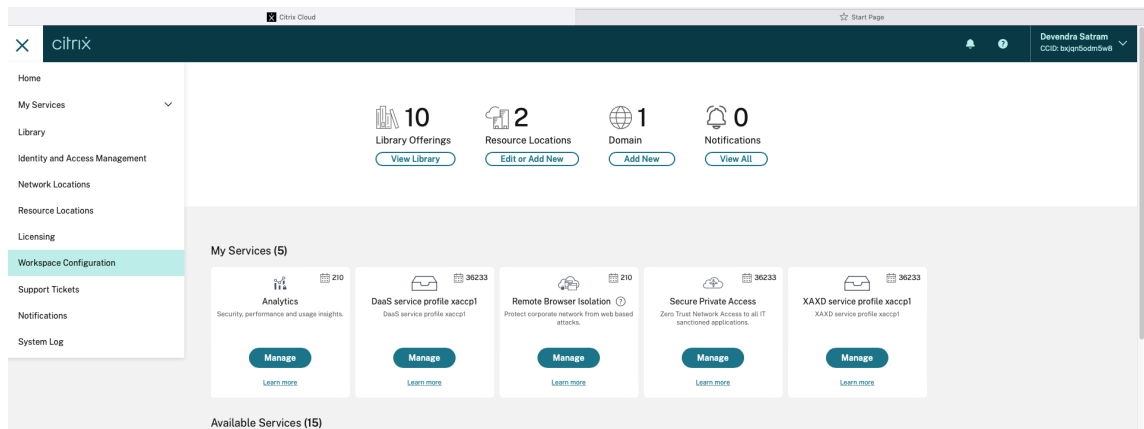 Citrix Cloud
Start Page
citrix
Devendra Satram
CCID: bxjqn5odm5w8
Home
My Services
Library
Identity and Access Management
Network Locations
Resource Locations
Licensing
Workspace Configuration
Support Tickets
Notifications
System Log
10
Library Offerings
View Library
2
Resource Locations
Edit or Add New
1
Domain
Add New
0
Notifications
View All
My Services (5)
210
Analytics
Security, performance and usage insights.
Manage
Learn more
36233
DaaS service profile xaccp1
DaaS service profile xaccp1
Manage
Learn more
210
Remote Browser Isolation
Protect corporate network from web based
attacks.
Manage
Learn more
36233
Secure Private Access
Zero Trust Network Access to all IT
sanctioned applications.
Manage
Learn more
36233
XAXD service profile xaccp1
XAXD service profile xaccp1
Manage
Learn more
Available Services (15)